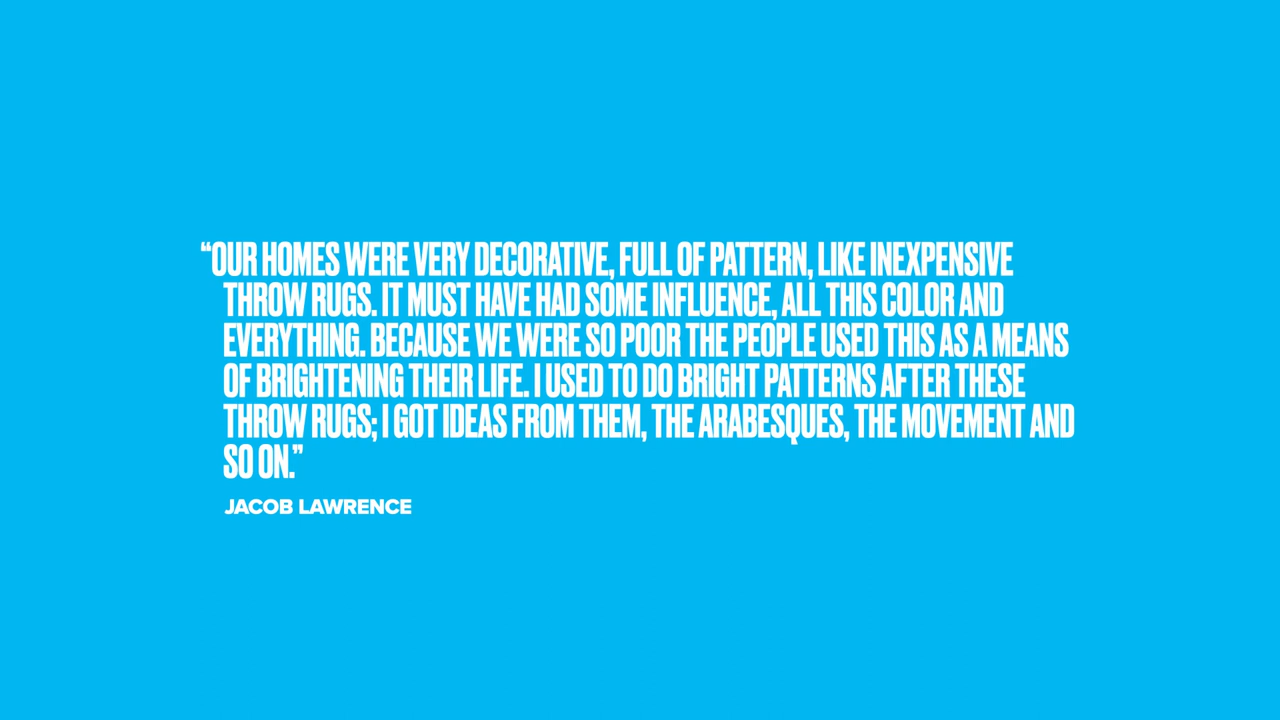 “OUR HOMES WERE VERY DECORATIVE, FULL OF PATTERN, LIKE INEXPENSIVE
THROW RUGS. IT MUST HAVE HAD SOME INFLUENCE, ALL THIS COLOR AND
EVERYTHING. BECAUSE WE WERE SO POOR THE PEOPLE USED THIS AS A MEANS
OF BRIGHTENING THEIR LIFE. I USED TO DO BRIGHT PATTERNS AFTER THESE
THROW RUGS; I GOT IDEAS FROM THEM, THE ARABESQUES, THE MOVEMENT AND
SO ON.”
JACOB LAWRENCE